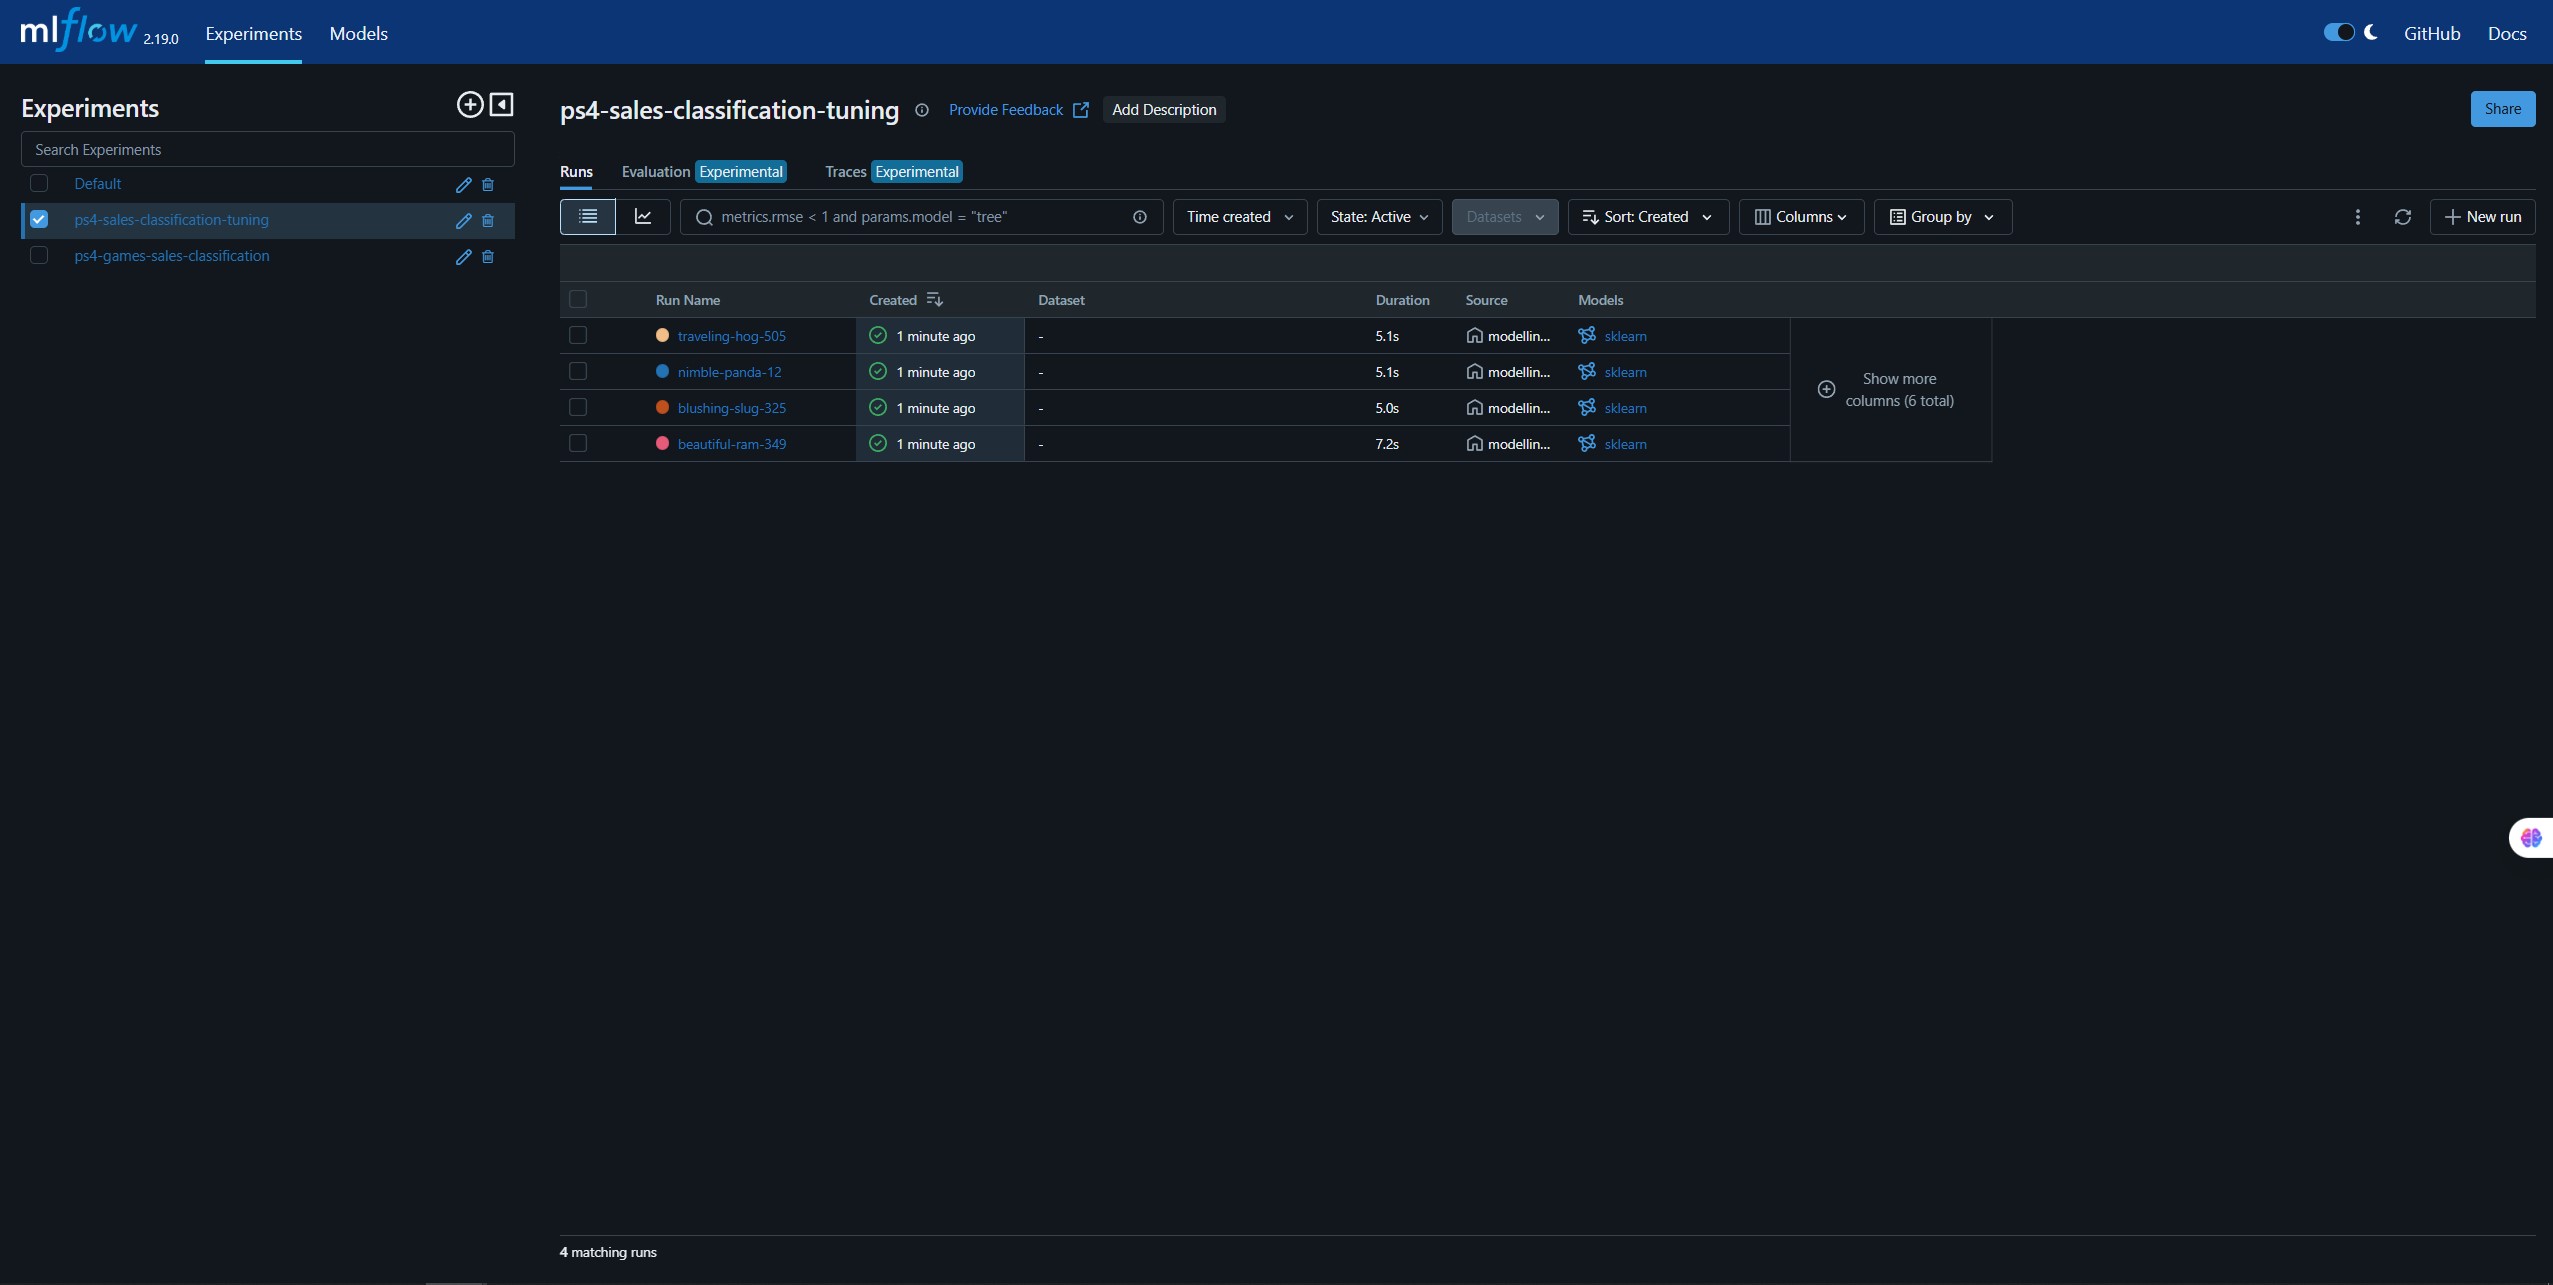 mlflow 2.19.0 Experiments Models GitHub Docs
Experiments
Search Experiments
Default
ps4-sales-classification-tuning
ps4-games-sales-classification
ps4-sales-classification-tuning Provide Feedback Add Description Share
Runs Evaluation Experimental Traces Experimental
metrics.rmse < 1 and params.model = "tree" Time created State: Active Datasets Sort: Created Columns Group by New run
Run Name Created Dataset Duration Source Models
traveling-hog-505 1 minute ago - 5.1s modellin... sklearn
nimble-panda-12 1 minute ago - 5.1s modellin... sklearn
blushing-slug-325 1 minute ago - 5.0s modellin... sklearn
beautiful-ram-349 1 minute ago - 7.2s modellin... sklearn
Show more
columns (6 total)
4 matching runs